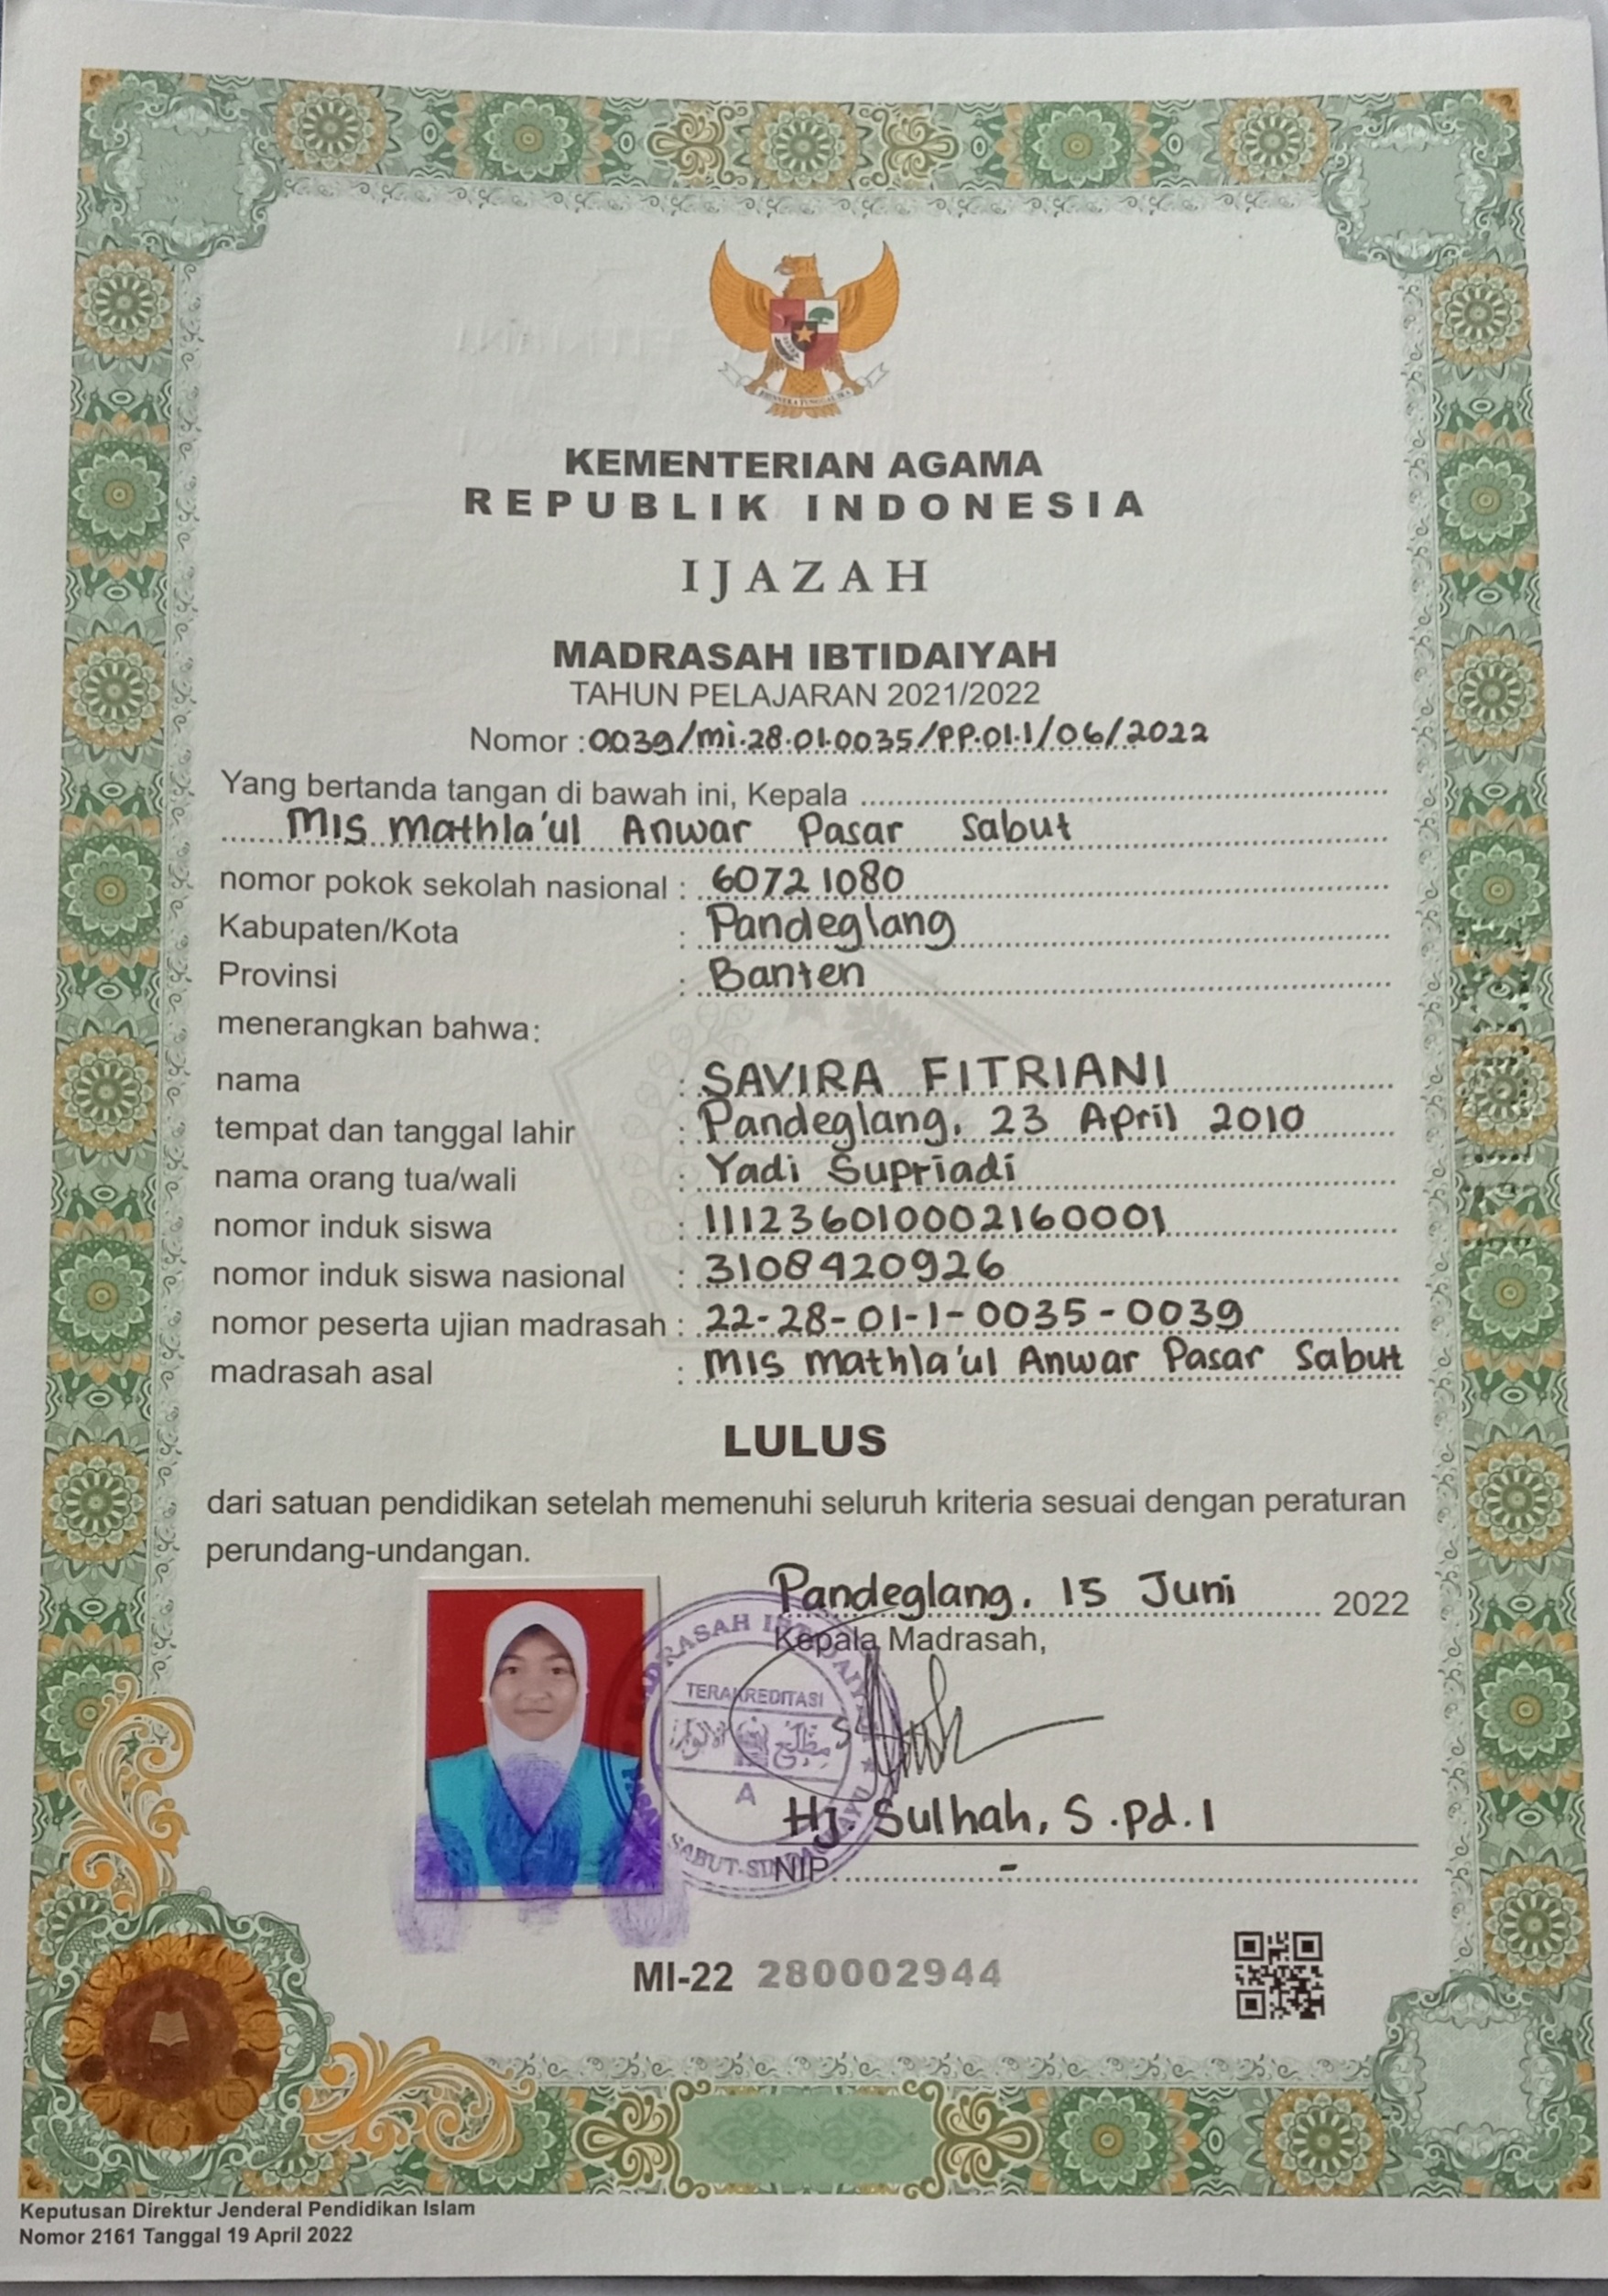 KEMENTERIAN AGAMA
REPUBLIK INDONESIA
IJAZAH
MADRASAH IBTIDAIYAH
TAHUN PELAJARAN 2021/2022
Nomor : 0039/mi.28.01.0035/PP.01.1/06/2022
Yang bertanda tangan di bawah ini, Kepala
MIS Mathla'ul Anwar Pasar Sabut
nomor pokok sekolah nasional : 60721080
Kabupaten/Kota : Pandeglang
Provinsi : Banten
menerangkan bahwa:
nama : SAVIRA FITRIANI
tempat dan tanggal lahir : Pandeglang, 23 April 2010
nama orang tua/wali : Yadi Supriadi
nomor induk siswa : 111236010002160001
nomor induk siswa nasional : 3108420926
nomor peserta ujian madrasah : 22-28-01-1-0035-0039
madrasah asal : MIS Mathla'ul Anwar Pasar Sabut
LULUS
dari satuan pendidikan setelah memenuhi seluruh kriteria sesuai dengan peraturan
perundang-undangan.
Pandeglang, 15 Juni 2022
Kepala Madrasah,
TERAKREDITASI
A
Hj. Sulhah, S.Pd.I
NIP. -
MI-22 280002944
Keputusan Direktur Jenderal Pendidikan Islam
Nomor 2161 Tanggal 19 April 2022